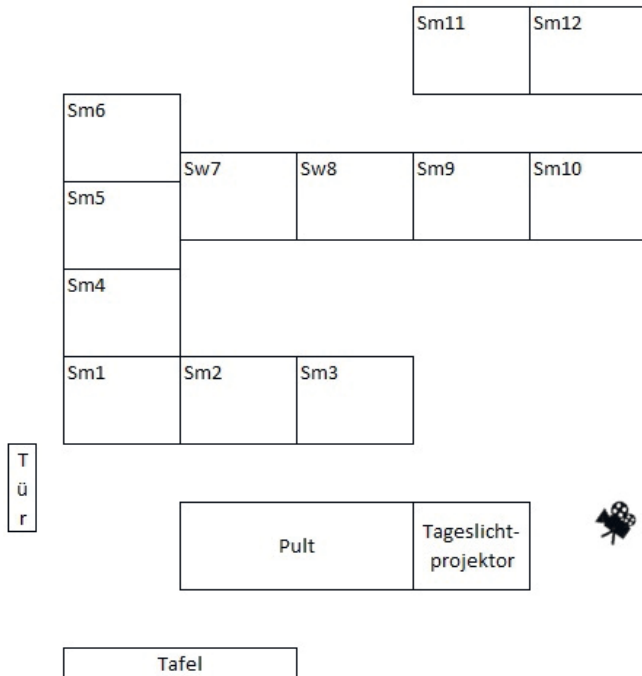 Sm11 Sm12
Sm6
Sw7 Sw8 Sm9 Sm10
Sm5
Sm4
Sm1 Sm2 Sm3
T
ü
r
Pult
Tageslicht-
projektor
Tafel